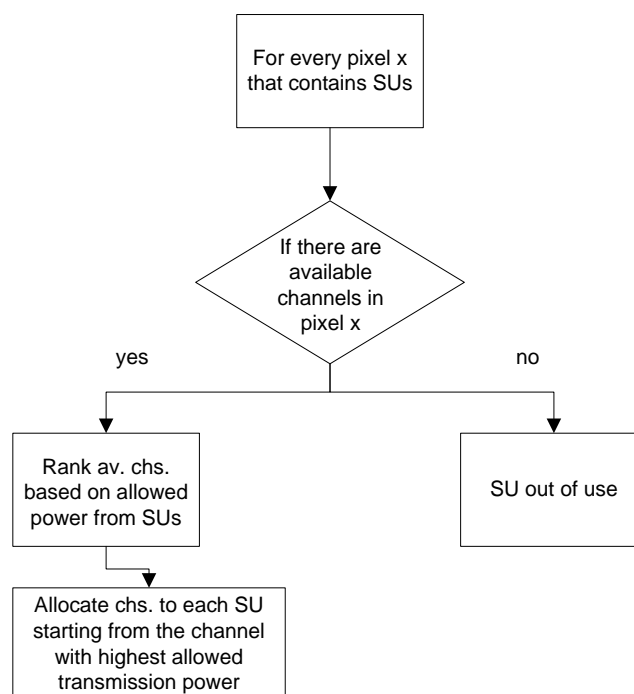 For every pixel x
that contains SUs
If there are
available
channels in
pixel x
yes
no
Rank av. chs.
based on allowed
power from SUs
SU out of use
Allocate chs. to each SU
starting from the channel
with highest allowed
transmission power